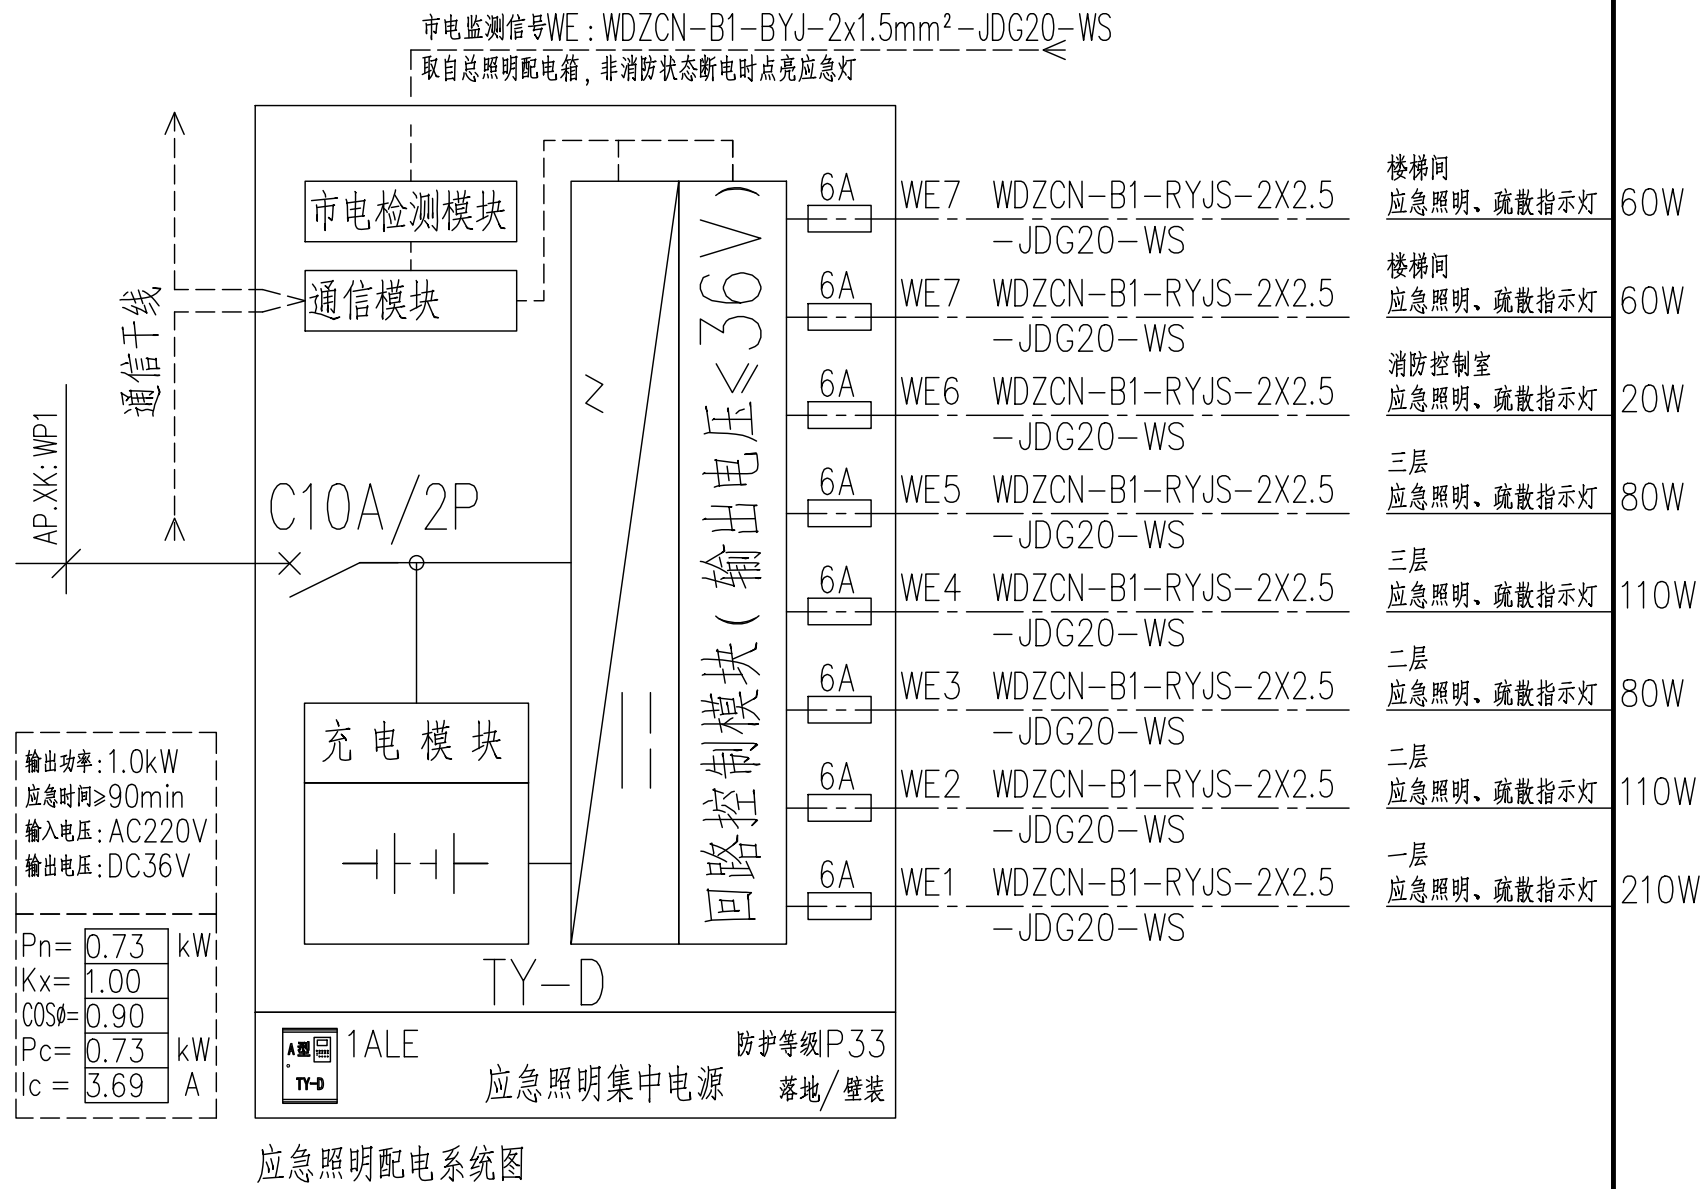 市电监测信号WE：WDZCN-B1-BYJ-2x1.5mm²-JDG20-WS
取自总照明配电箱，非消防状态断电时点亮应急灯
市电检测模块
通信模块
通信干线
AP.XK: WP1
C10A/2P
~
充电模块
回路控制模块（输出电压≤36V）
TY-D
6A WE7 WDZCN-B1-RYJS-2X2.5
-JDG20-WS
楼梯间
应急照明、疏散指示灯 60W
6A WE7 WDZCN-B1-RYJS-2X2.5
-JDG20-WS
楼梯间
应急照明、疏散指示灯 60W
6A WE6 WDZCN-B1-RYJS-2X2.5
-JDG20-WS
消防控制室
应急照明、疏散指示灯 20W
6A WE5 WDZCN-B1-RYJS-2X2.5
-JDG20-WS
三层
应急照明、疏散指示灯 80W
6A WE4 WDZCN-B1-RYJS-2X2.5
-JDG20-WS
三层
应急照明、疏散指示灯 110W
6A WE3 WDZCN-B1-RYJS-2X2.5
-JDG20-WS
二层
应急照明、疏散指示灯 80W
6A WE2 WDZCN-B1-RYJS-2X2.5
-JDG20-WS
二层
应急照明、疏散指示灯 110W
6A WE1 WDZCN-B1-RYJS-2X2.5
-JDG20-WS
一层
应急照明、疏散指示灯 210W
输出功率：1.0kW
应急时间≥90min
输入电压：AC220V
输出电压：DC36V
Pn= 0.73 kW
Kx= 1.00
COSø= 0.90
Pc= 0.73 kW
Ic = 3.69 A
A型
TY-D
1ALE
应急照明集中电源
防护等级IP33
落地/壁装
应急照明配电系统图